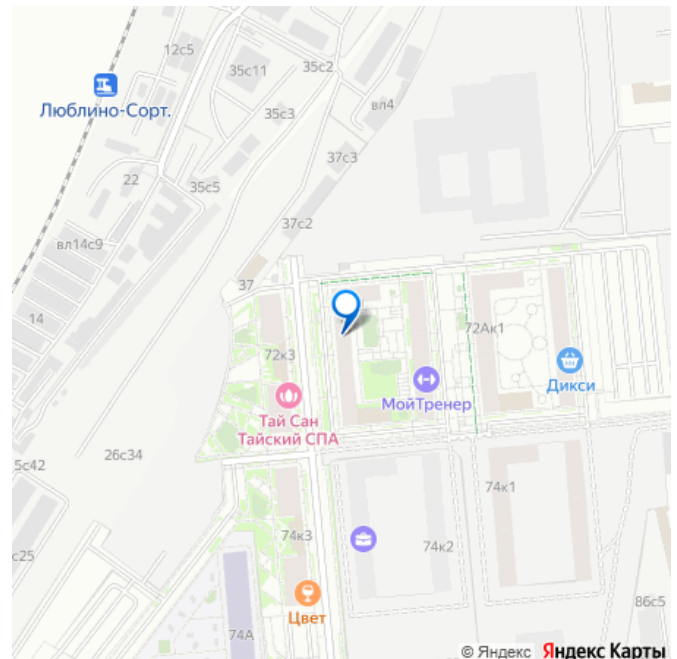 12с5
35с11
35с2
Люблино-Сорт.
35с3
вл4
37с3
22
35с5
37с2
вл14с9
37
14
72к3
72Ак1
МойТренер
Дикси
Тай Сан
Тайский СПА
5с42
26с34
74к1
74к3
74к2
с25
Цвет
86с5
74А
© Яндекс Яндекс Карты